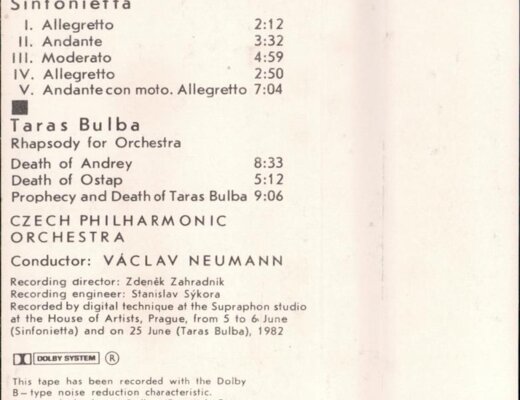 Sinfonietta
I. Allegretto 2:12
II. Andante 3:32
III. Moderato 4:59
IV. Allegretto 2:50
V. Andante con moto. Allegretto 7:04
Taras Bulba
Rhapsody for Orchestra
Death of Andrey 8:33
Death of Ostap 5:12
Prophecy and Death of Taras Bulba 9:06
CZECH PHILHARMONIC
ORCHESTRA
Conductor: VÁCLAV NEUMANN
Recording director: Zdeněk Zahradník
Recording engineer: Stanislav Sýkora
Recorded by digital technique at the Supraphon studio
at the House of Artists, Prague, from 5 to 6 June
(Sinfonietta) and on 25 June (Taras Bulba), 1982
DOLBY SYSTEM ®
This tape has been recorded with the Dolby
B–type noise reduction characteristic.